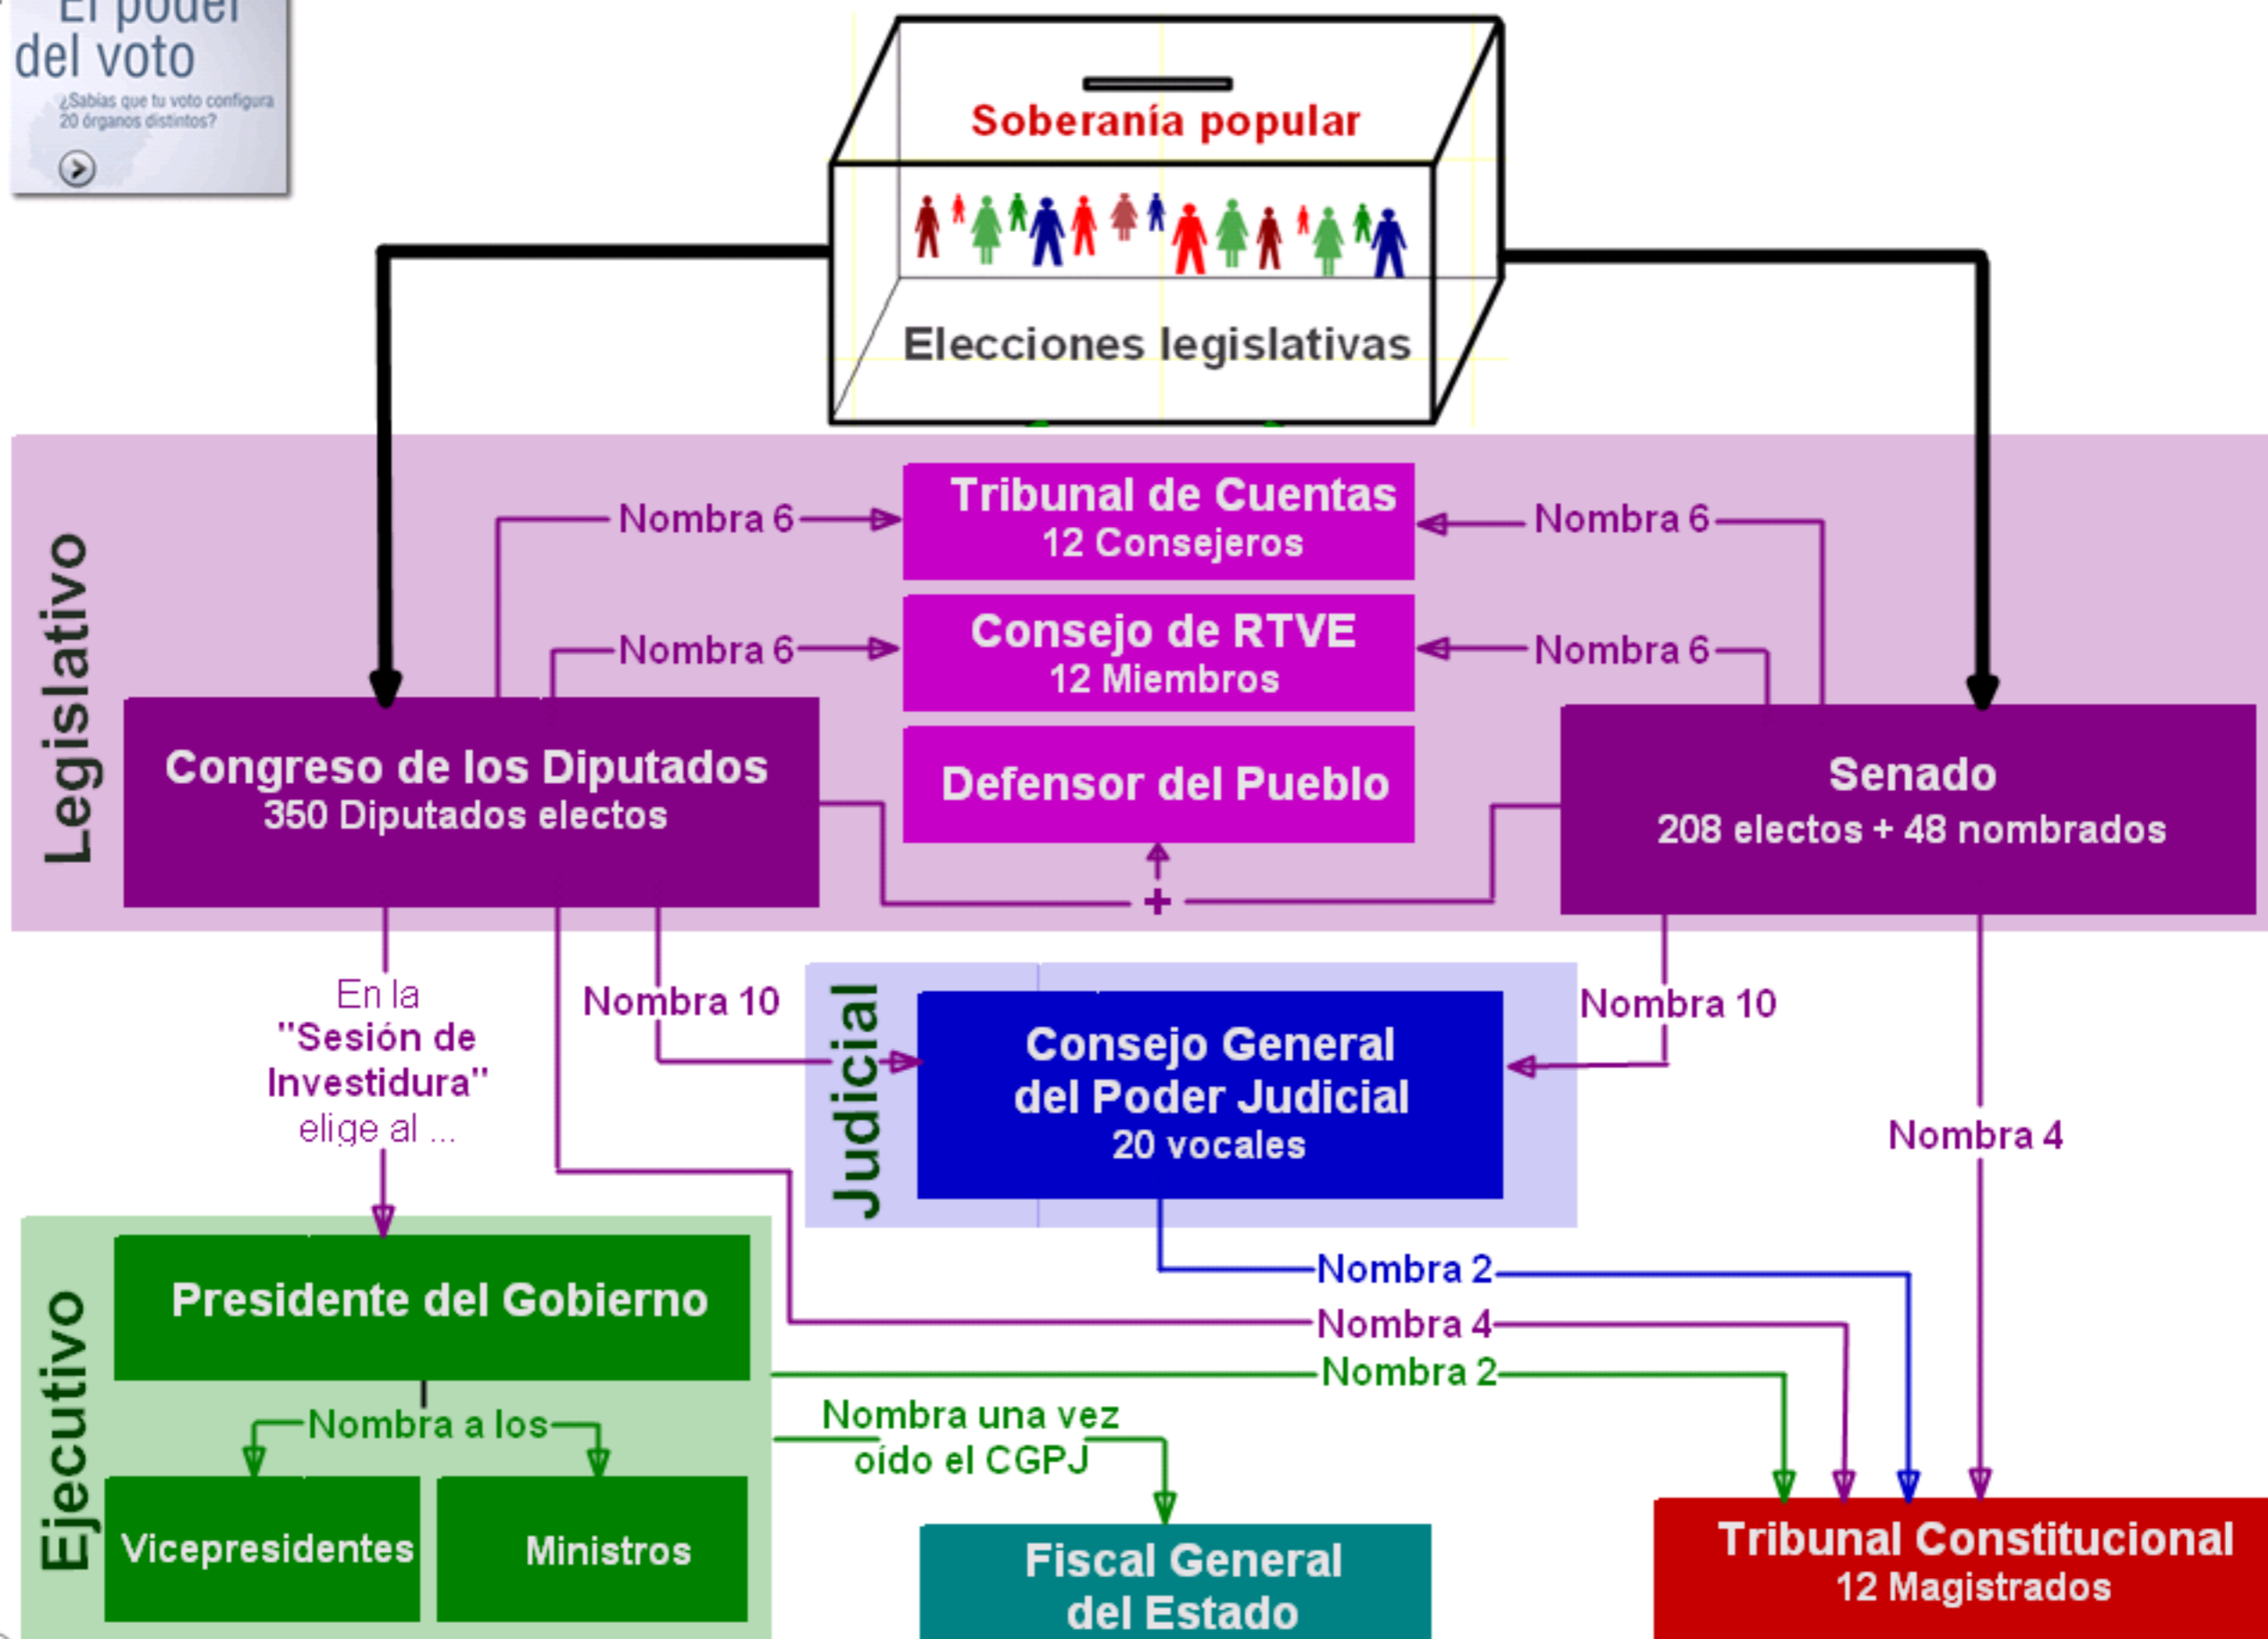 El poder
del voto
¿Sabías que tu voto configura
20 órganos distintos?
Soberanía popular
Elecciones legislativas
Legislativo
Tribunal de Cuentas
12 Consejeros
Nombra 6
Nombra 6
Consejo de RTVE
12 Miembros
Nombra 6
Nombra 6
Defensor del Pueblo
+
Congreso de los Diputados
350 Diputados electos
Senado
208 electos + 48 nombrados
En la
"Sesión de
Investidura"
elige al ...
Nombra 10
Judicial
Consejo General
del Poder Judicial
20 vocales
Nombra 10
Nombra 4
Nombra 2
Nombra 4
Nombra 2
Ejecutivo
Presidente del Gobierno
Nombra a los
Vicepresidentes
Ministros
Nombra una vez
oído el CGPJ
Fiscal General
del Estado
Tribunal Constitucional
12 Magistrados